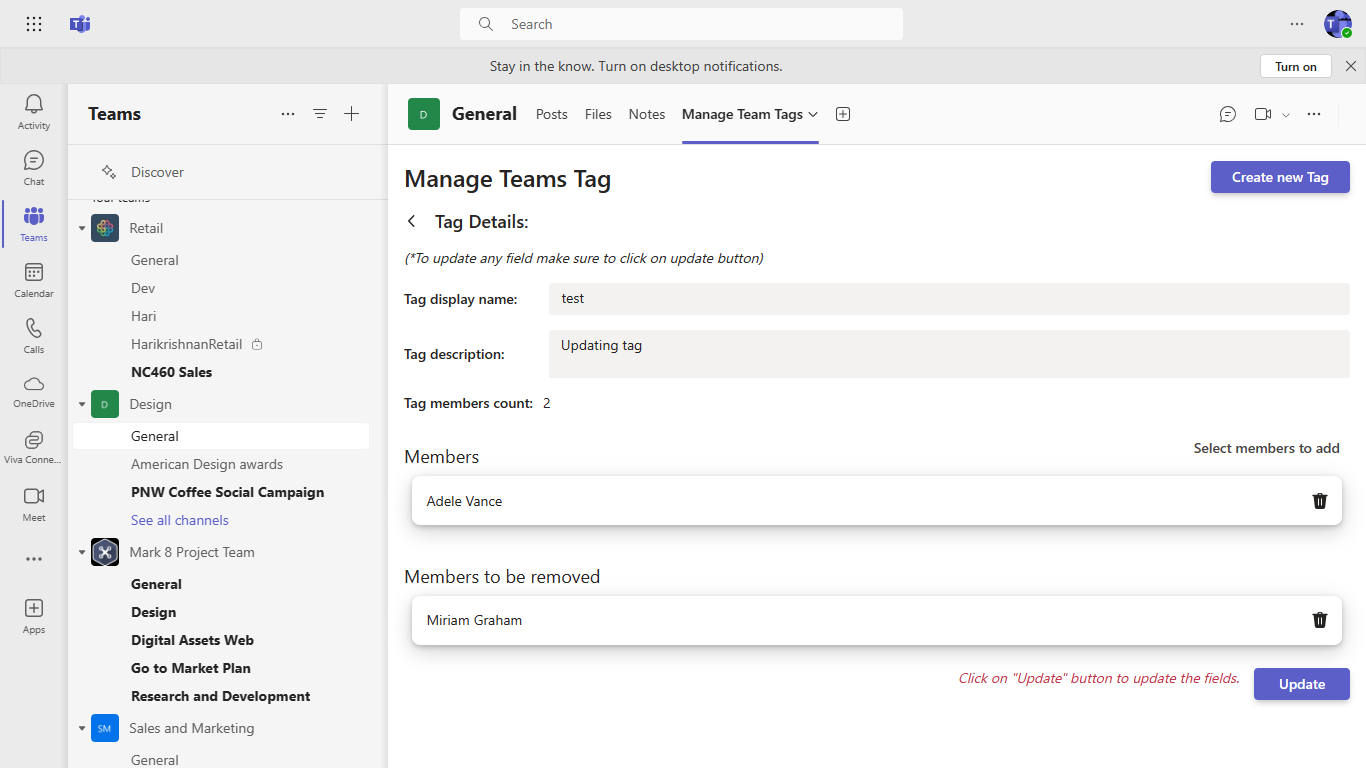 Search
Stay in the know. Turn on desktop notifications.
Turn on
Activity
Chat
Teams
Calendar
Calls
OneDrive
Viva Conne...
Meet
Apps
Teams
Discover
Your teams
Retail
General
Dev
Hari
HarikrishnanRetail
NC460 Sales
D
Design
General
American Design awards
PNW Coffee Social Campaign
See all channels
Mark 8 Project Team
General
Design
Digital Assets Web
Go to Market Plan
Research and Development
SM
Sales and Marketing
General
D
General
Posts
Files
Notes
Manage Team Tags
Manage Teams Tag
Create new Tag
Tag Details:
(*To update any field make sure to click on update button)
Tag display name:
test
Tag description:
Updating tag
Tag members count: 2
Members
Select members to add
Adele Vance
Members to be removed
Miriam Graham
Click on "Update" button to update the fields.
Update